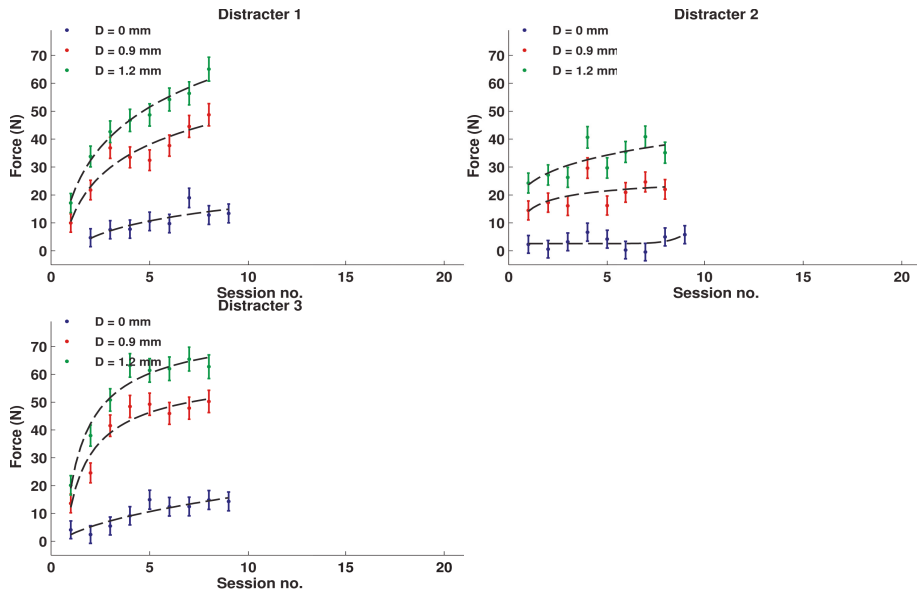 Distracter 1
D = 0 mm
D = 0.9 mm
D = 1.2 mm
Force (N)
70
60
50
40
30
20
10
0
0 5 10 15 20
Session no.
Distracter 2
D = 0 mm
D = 0.9 mm
D = 1.2 mm
Force (N)
70
60
50
40
30
20
10
0
0 5 10 15 20
Session no.
Distracter 3
D = 0 mm
D = 0.9 mm
D = 1.2 mm
Force (N)
70
60
50
40
30
20
10
0
0 5 10 15 20
Session no.